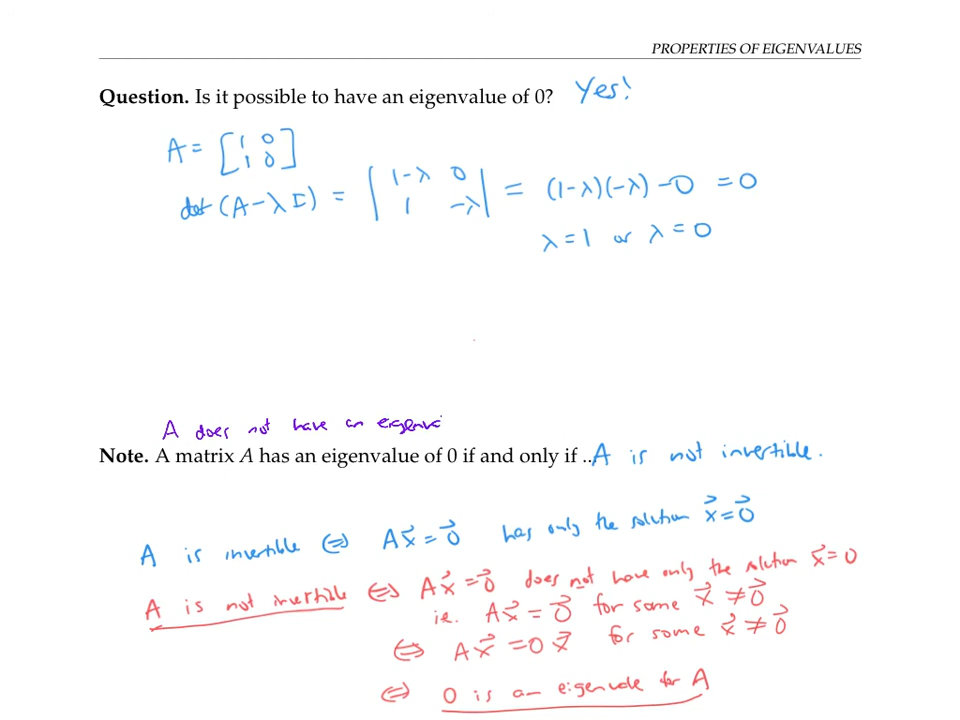 PROPERTIES OF EIGENVALUES
Question. Is it possible to have an eigenvalue of 0? Yes!
A = [1 0; 1 0]
det (A - λI) = |1-λ 0; 1 -λ| = (1-λ)(-λ) - 0 = 0
λ = 1 or λ = 0
A does not have an eigenv
Note. A matrix A has an eigenvalue of 0 if and only if ... A is not invertible.
A is invertible ⇔ Ax⃗ = 0⃗ has only the solution x⃗ = 0⃗
A is not invertible ⇔ Ax⃗ = 0⃗ does not have only the solution x⃗ = 0
i.e. Ax⃗ = 0⃗ for some x⃗ ≠ 0⃗
⇔ Ax⃗ = 0x⃗ for some x⃗ ≠ 0⃗
⇔ 0 is an eigenvale for A